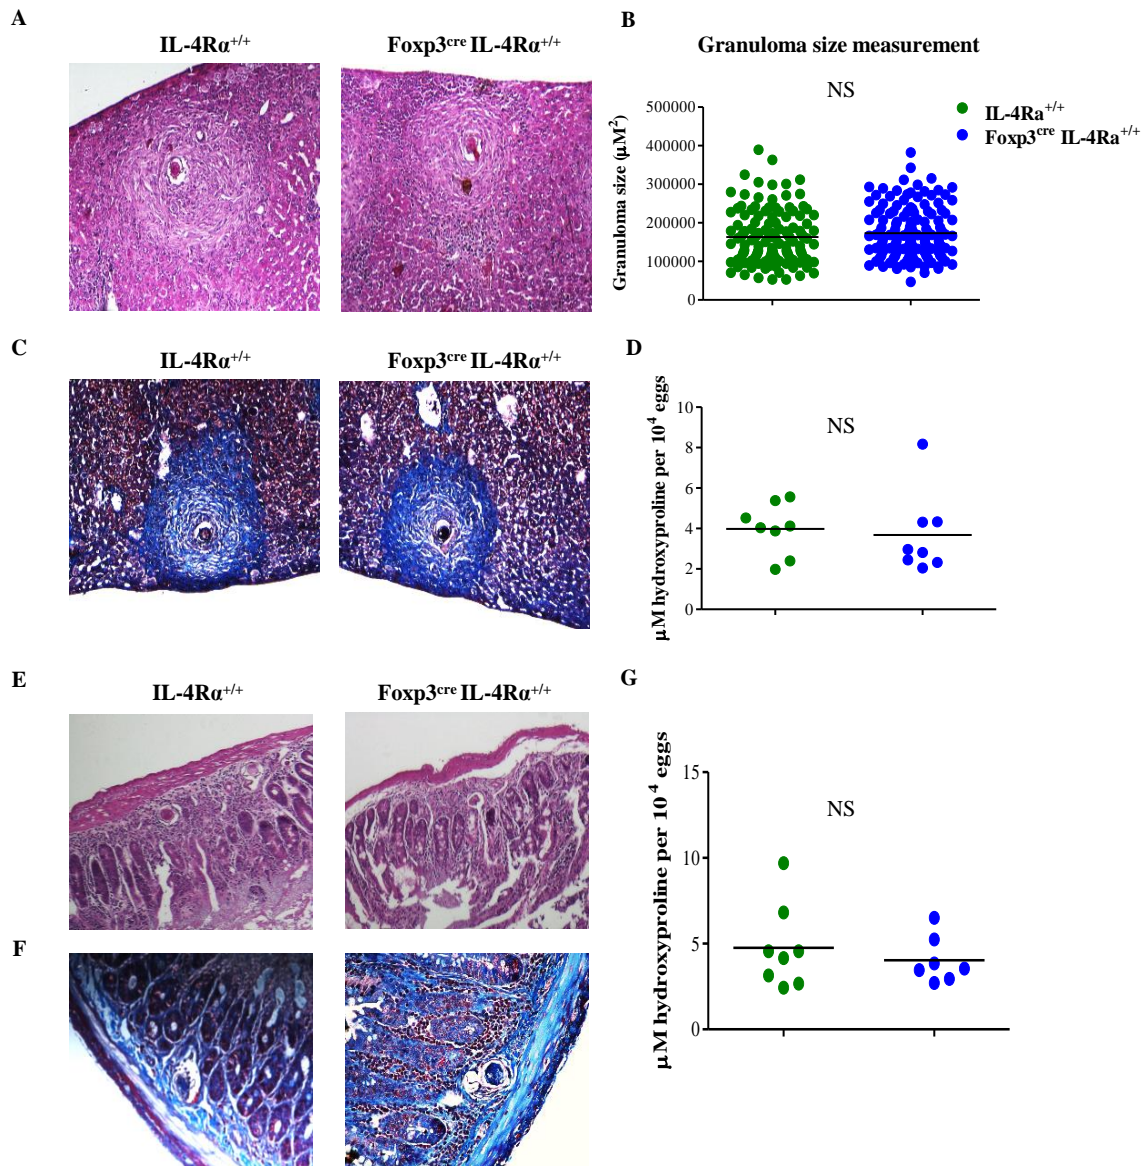 A
IL-4Rα+/+
Foxp3cre IL-4Rα+/+
B
Granuloma size measurement
NS
IL-4Ra+/+
Foxp3cre IL-4Ra+/+
Granuloma size (µM2)
500000
400000
300000
200000
100000
0
C
IL-4Rα+/+
Foxp3cre IL-4Rα+/+
D
NS
µM hydroxyproline per 104 eggs
10
8
6
4
2
0
E
IL-4Rα+/+
Foxp3cre IL-4Rα+/+
F
G
NS
µM hydroxyproline per 10 4 eggs
15
10
5
0